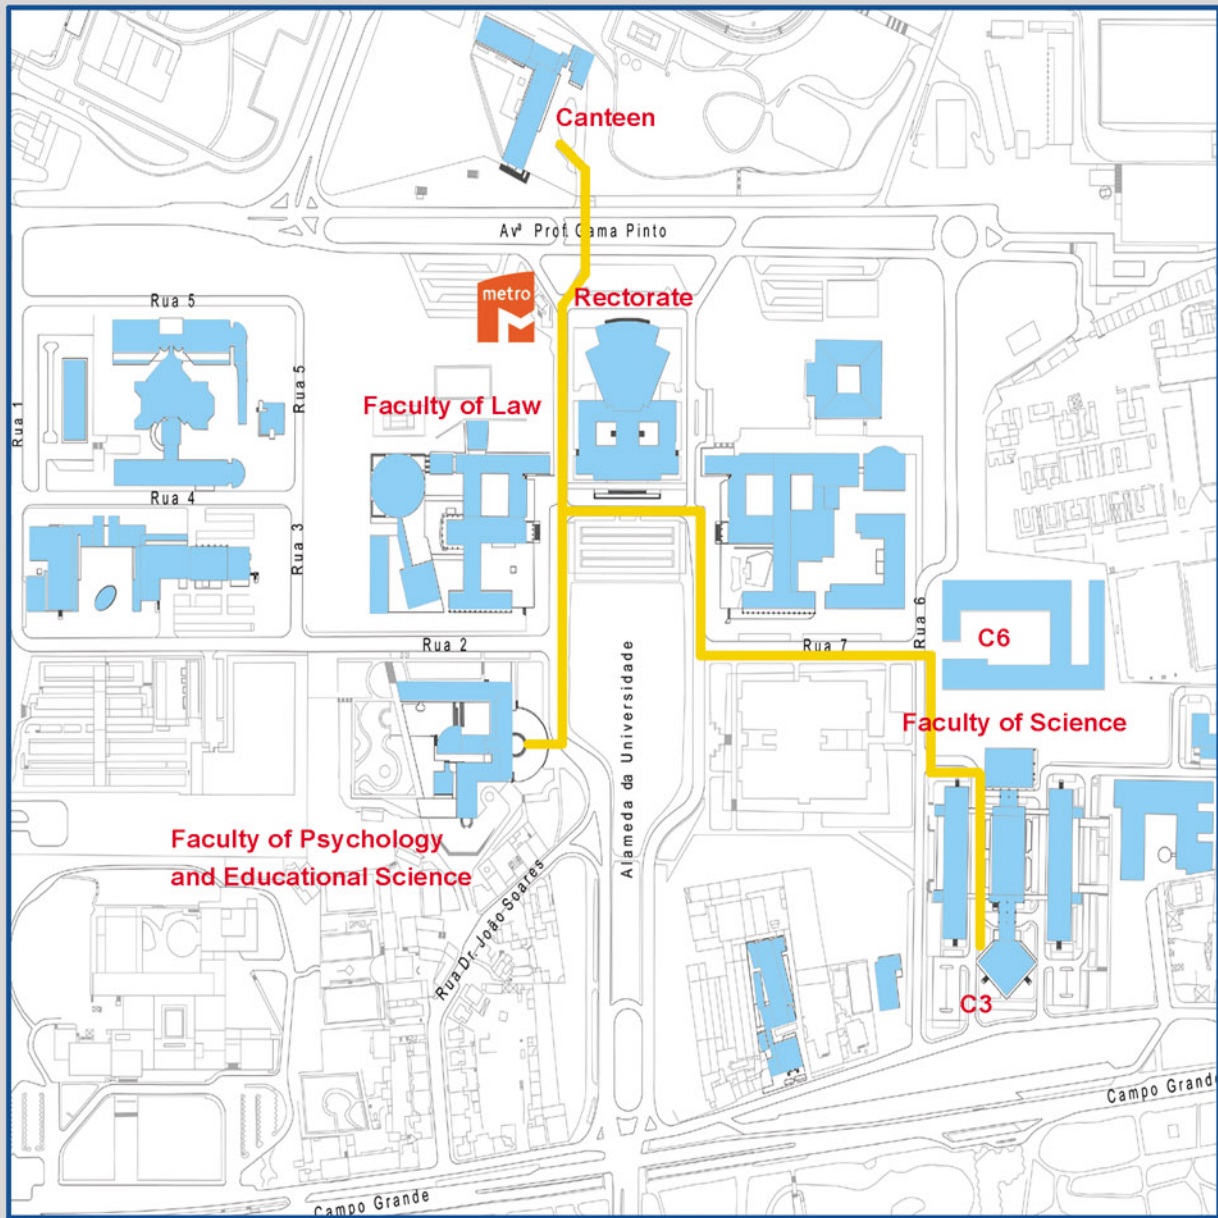 Canteen
Avª Prof. Gama Pinto
metro
Rectorate
Rua 5
Rua 5
Rua 1
Faculty of Law
Rua 4
Rua 3
Rua 2
Rua 7
Rua 6
C6
Alameda da Universidade
Faculty of Science
Faculty of Psychology
and Educational Science
Rua Dr. João Soares
C3
Campo Grande
Campo Grande